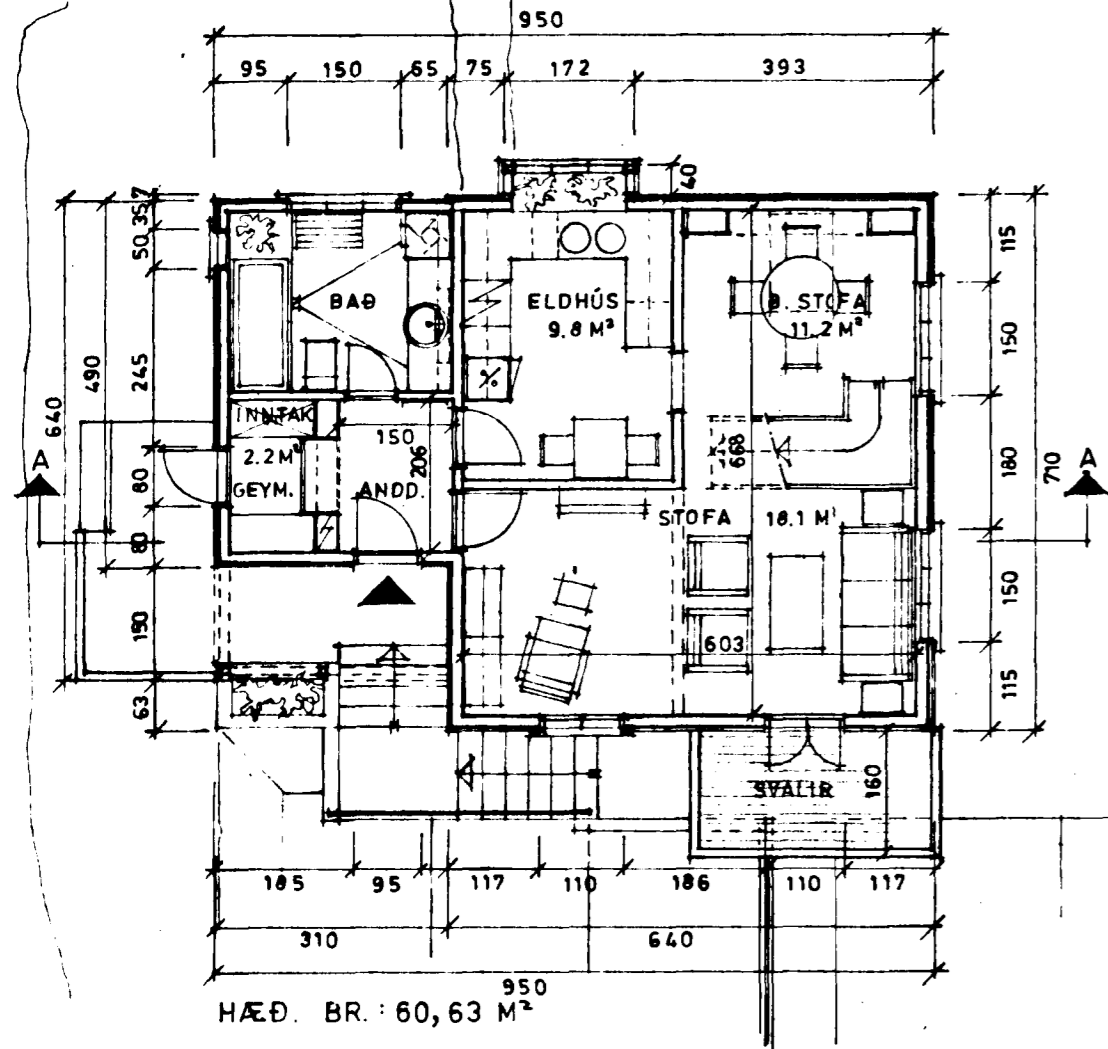 950
95 150 65 75 172 393
40
35,7
50
245
80
80
190
63
490
640
115
150
180
150
115
710
BAÐ
ELDHÚS
9.8 M²
B. STOFA
11.2 M²
INNTAK
2.2 M²
GEYM.
150
206
ANDD.
668
STOFA 18.1 M²
603
A
A
SVALIR
160
185 95 117 110 186 110 117
310 640
950
HÆÐ. BR. : 60,63 M²